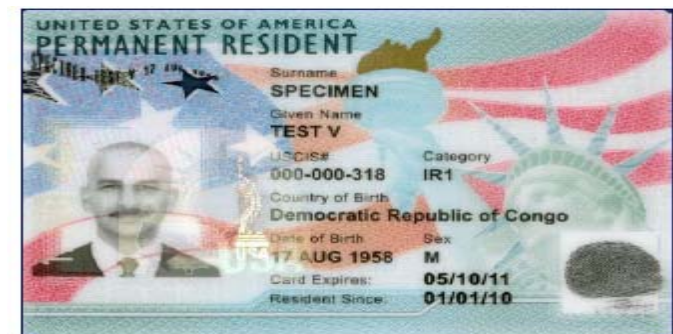 UNITED STATES OF AMERICA
PERMANENT RESIDENT
Surname
SPECIMEN
Given Name
TEST V
USCIS# Category
000-000-318 IR1
Country of Birth
Democratic Republic of Congo
Date of Birth Sex
17 AUG 1958 M
Card Expires: 05/10/11
Resident Since: 01/01/10